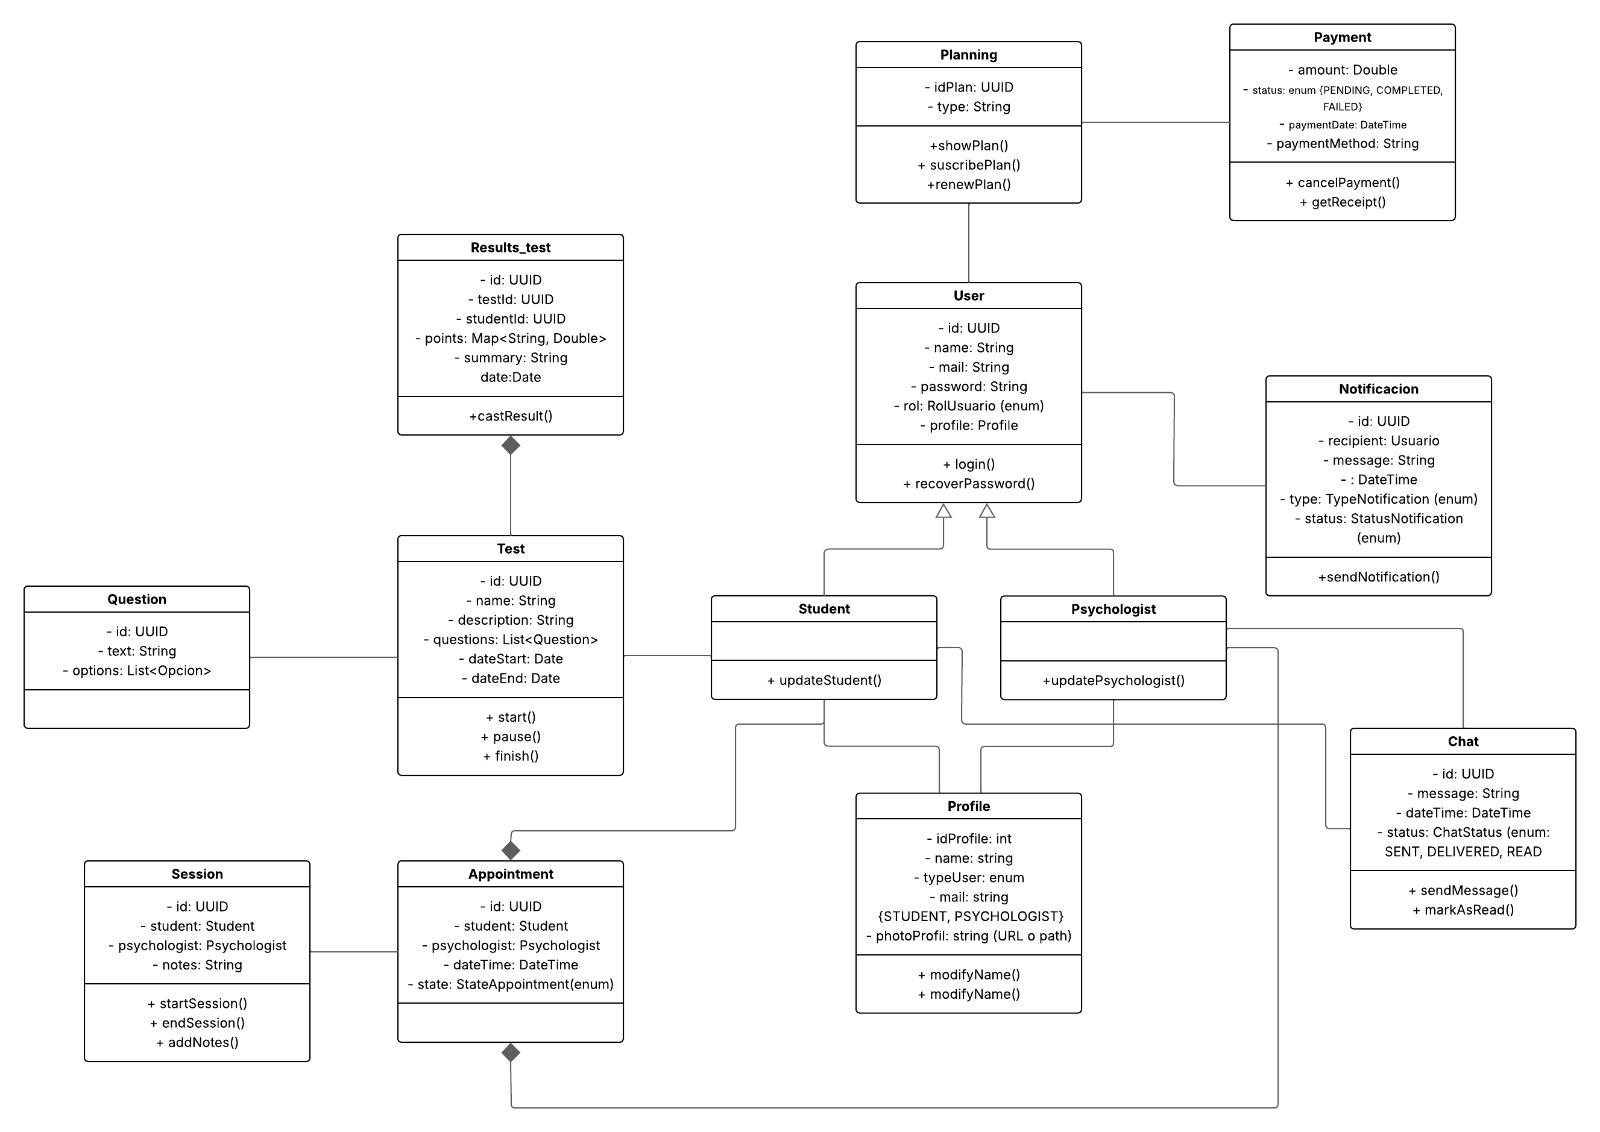 Planning
- idPlan: UUID
- type: String
+showPlan()
+ suscribePlan()
+renewPlan()
Payment
- amount: Double
- status: enum {PENDING, COMPLETED,
FAILED}
- paymentDate: DateTime
- paymentMethod: String
+ cancelPayment()
+ getReceipt()
Results_test
- id: UUID
- testId: UUID
- studentId: UUID
- points: Map<String, Double>
- summary: String
date:Date
+castResult()
User
- id: UUID
- name: String
- mail: String
- password: String
- rol: RolUsuario (enum)
- profile: Profile
+ login()
+ recoverPassword()
Notificacion
- id: UUID
- recipient: Usuario
- message: String
- : DateTime
- type: TypeNotification (enum)
- status: StatusNotification
(enum)
+sendNotification()
Question
- id: UUID
- text: String
- options: List<Opcion>
Test
- id: UUID
- name: String
- description: String
- questions: List<Question>
- dateStart: Date
- dateEnd: Date
+ start()
+ pause()
+ finish()
Student
+ updateStudent()
Psychologist
+updatePsychologist()
Chat
- id: UUID
- message: String
- dateTime: DateTime
- status: ChatStatus (enum:
SENT, DELIVERED, READ
+ sendMessage()
+ markAsRead()
Profile
- idProfile: int
- name: string
- typeUser: enum
- mail: string
{STUDENT, PSYCHOLOGIST}
- photoProfil: string (URL o path)
+ modifyName()
+ modifyName()
Session
- id: UUID
- student: Student
- psychologist: Psychologist
- notes: String
+ startSession()
+ endSession()
+ addNotes()
Appointment
- id: UUID
- student: Student
- psychologist: Psychologist
- dateTime: DateTime
- state: StateAppointment(enum)